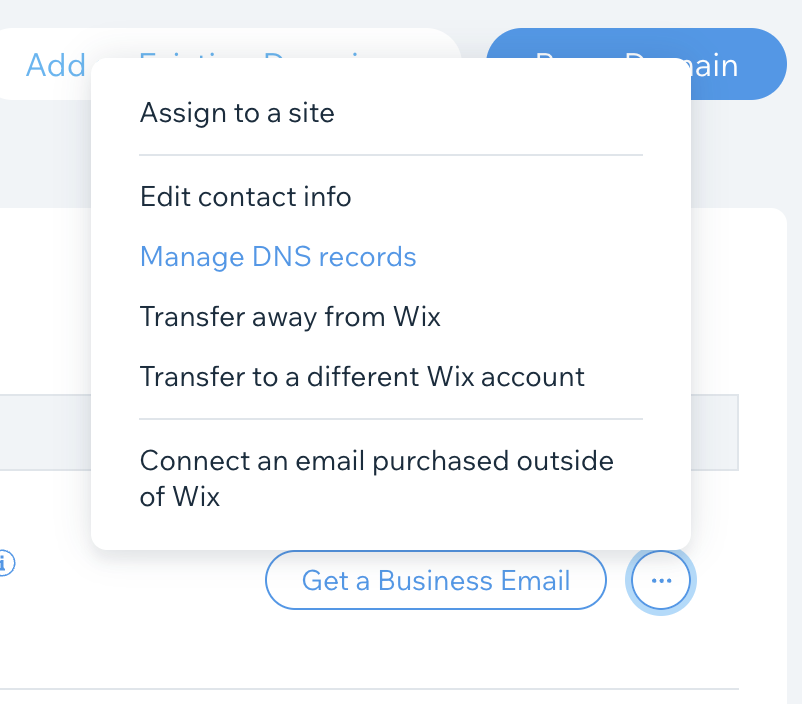 Add
Assign to a site
Edit contact info
Manage DNS records
Transfer away from Wix
Transfer to a different Wix account
Connect an email purchased outside
of Wix
Get a Business Email